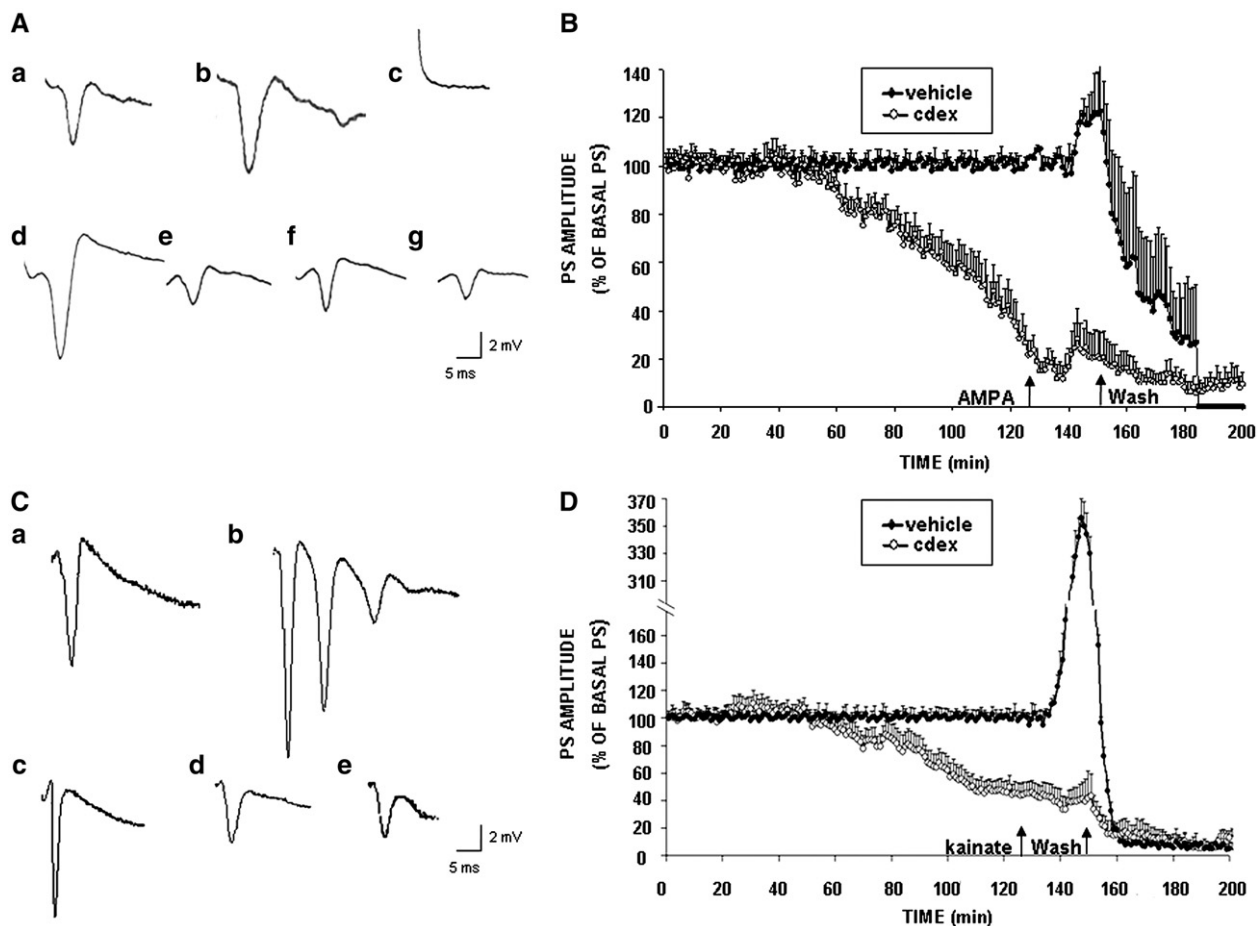 A
a
b
c
d
e
f
g
2 mV
5 ms
B
PS AMPLITUDE
(% OF BASAL PS)
140
120
100
80
60
40
20
0
vehicle
cdex
AMPA
Wash
0 20 40 60 80 100 120 140 160 180 200
TIME (min)
C
a
b
c
d
e
2 mV
5 ms
D
PS AMPLITUDE
(% OF BASAL PS)
370
350
330
310
160
140
120
100
80
60
40
20
0
vehicle
cdex
kainate
Wash
0 20 40 60 80 100 120 140 160 180 200
TIME (min)